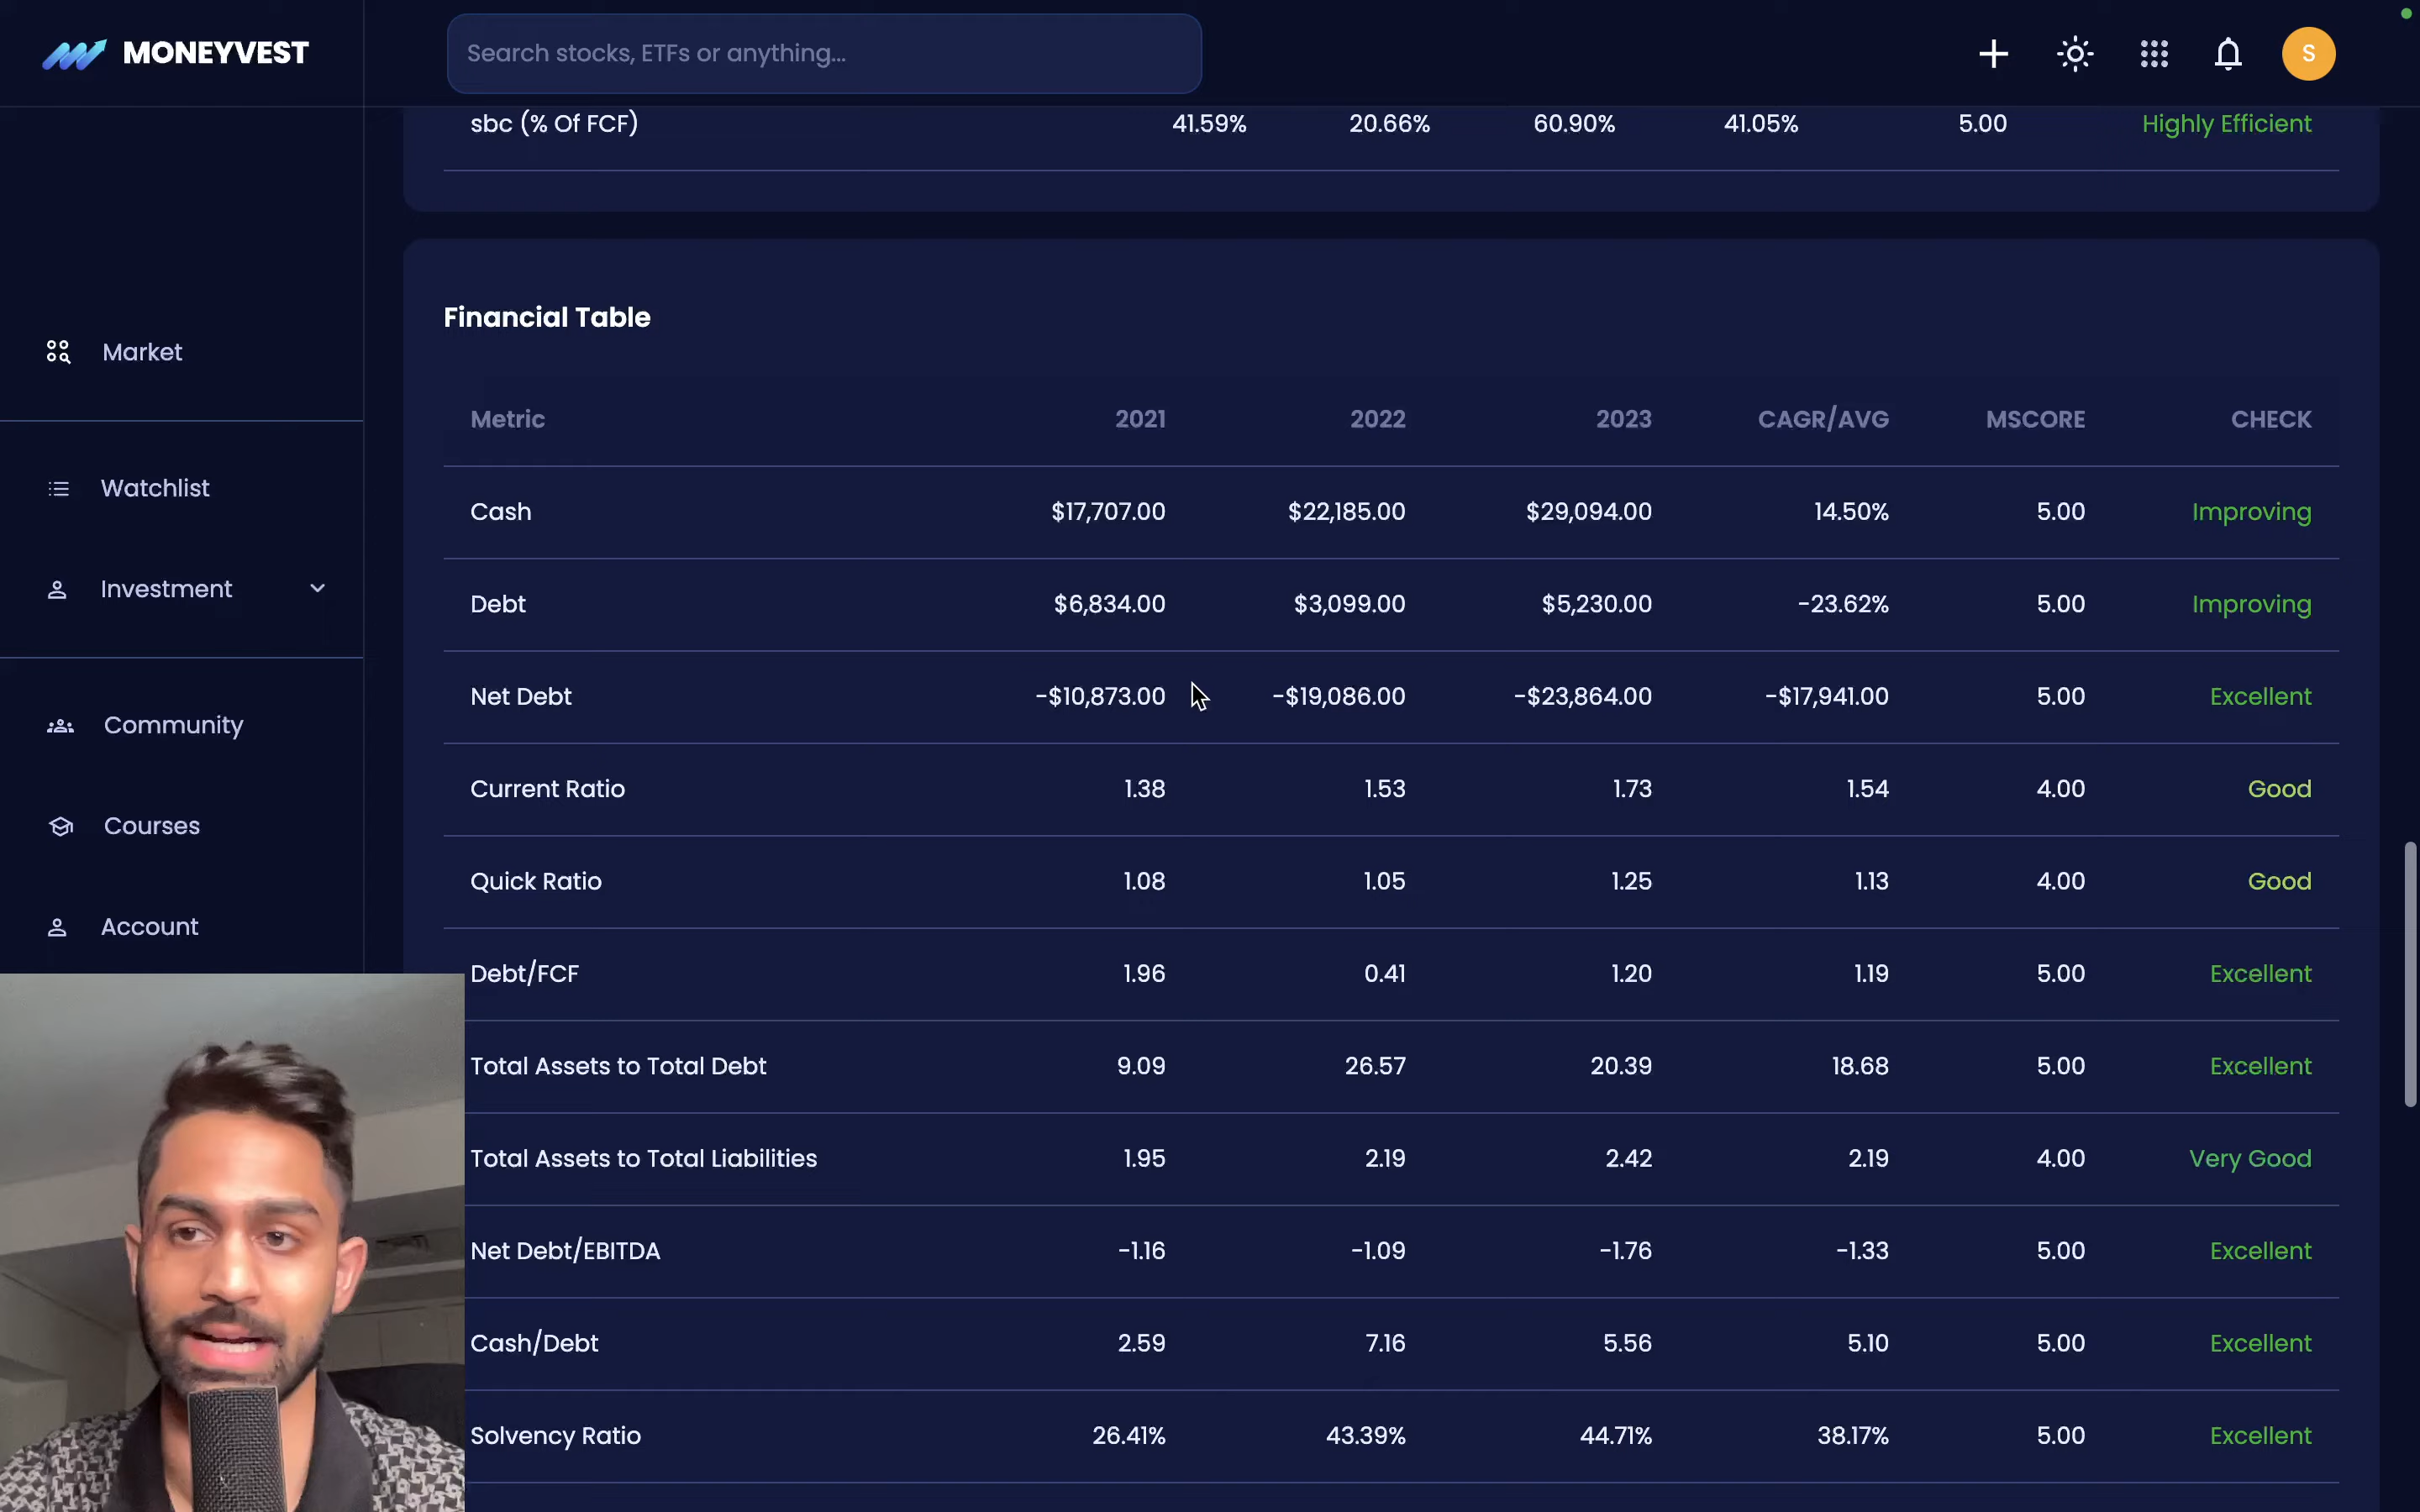 MONEYVEST
Search stocks, ETFs or anything...
S
sbc (% Of FCF) 41.59% 20.66% 60.90% 41.05% 5.00 Highly Efficient
Market
Watchlist
Investment
Community
Courses
Account
Financial Table
Metric 2021 2022 2023 CAGR/AVG MSCORE CHECK
Cash $17,707.00 $22,185.00 $29,094.00 14.50% 5.00 Improving
Debt $6,834.00 $3,099.00 $5,230.00 -23.62% 5.00 Improving
Net Debt -$10,873.00 -$19,086.00 -$23,864.00 -$17,941.00 5.00 Excellent
Current Ratio 1.38 1.53 1.73 1.54 4.00 Good
Quick Ratio 1.08 1.05 1.25 1.13 4.00 Good
Debt/FCF 1.96 0.41 1.20 1.19 5.00 Excellent
Total Assets to Total Debt 9.09 26.57 20.39 18.68 5.00 Excellent
Total Assets to Total Liabilities 1.95 2.19 2.42 2.19 4.00 Very Good
Net Debt/EBITDA -1.16 -1.09 -1.76 -1.33 5.00 Excellent
Cash/Debt 2.59 7.16 5.56 5.10 5.00 Excellent
Solvency Ratio 26.41% 43.39% 44.71% 38.17% 5.00 Excellent